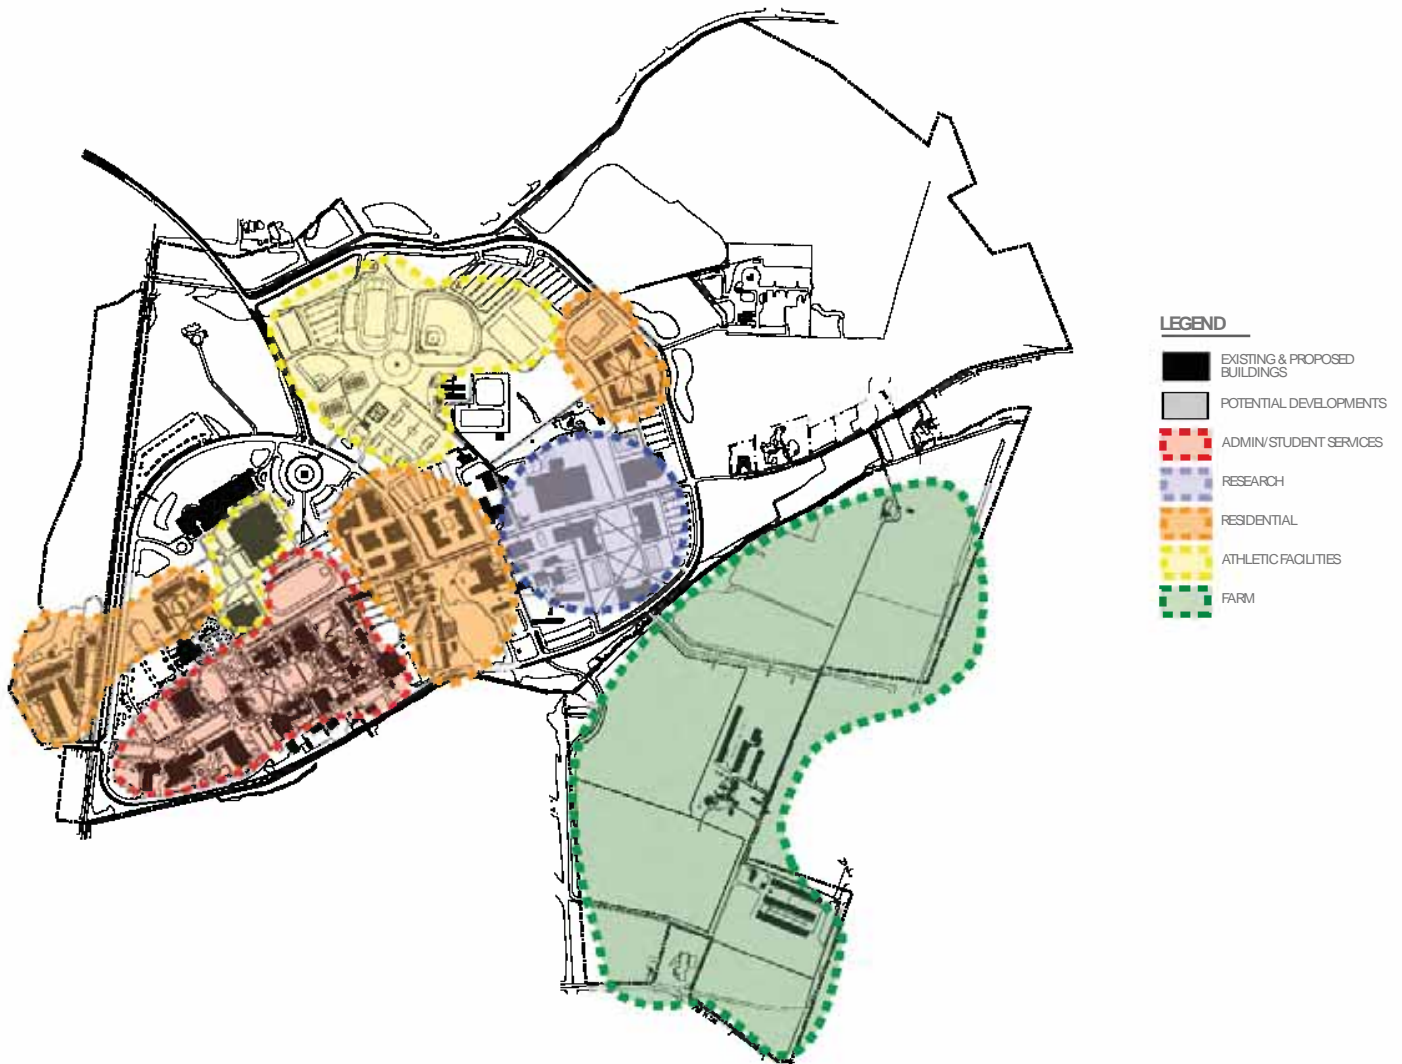 LEGEND
EXISTING & PROPOSED
BUILDINGS
POTENTIAL DEVELOPMENTS
ADMIN/STUDENT SERVICES
RESEARCH
RESIDENTIAL
ATHLETIC FACILITIES
FARM